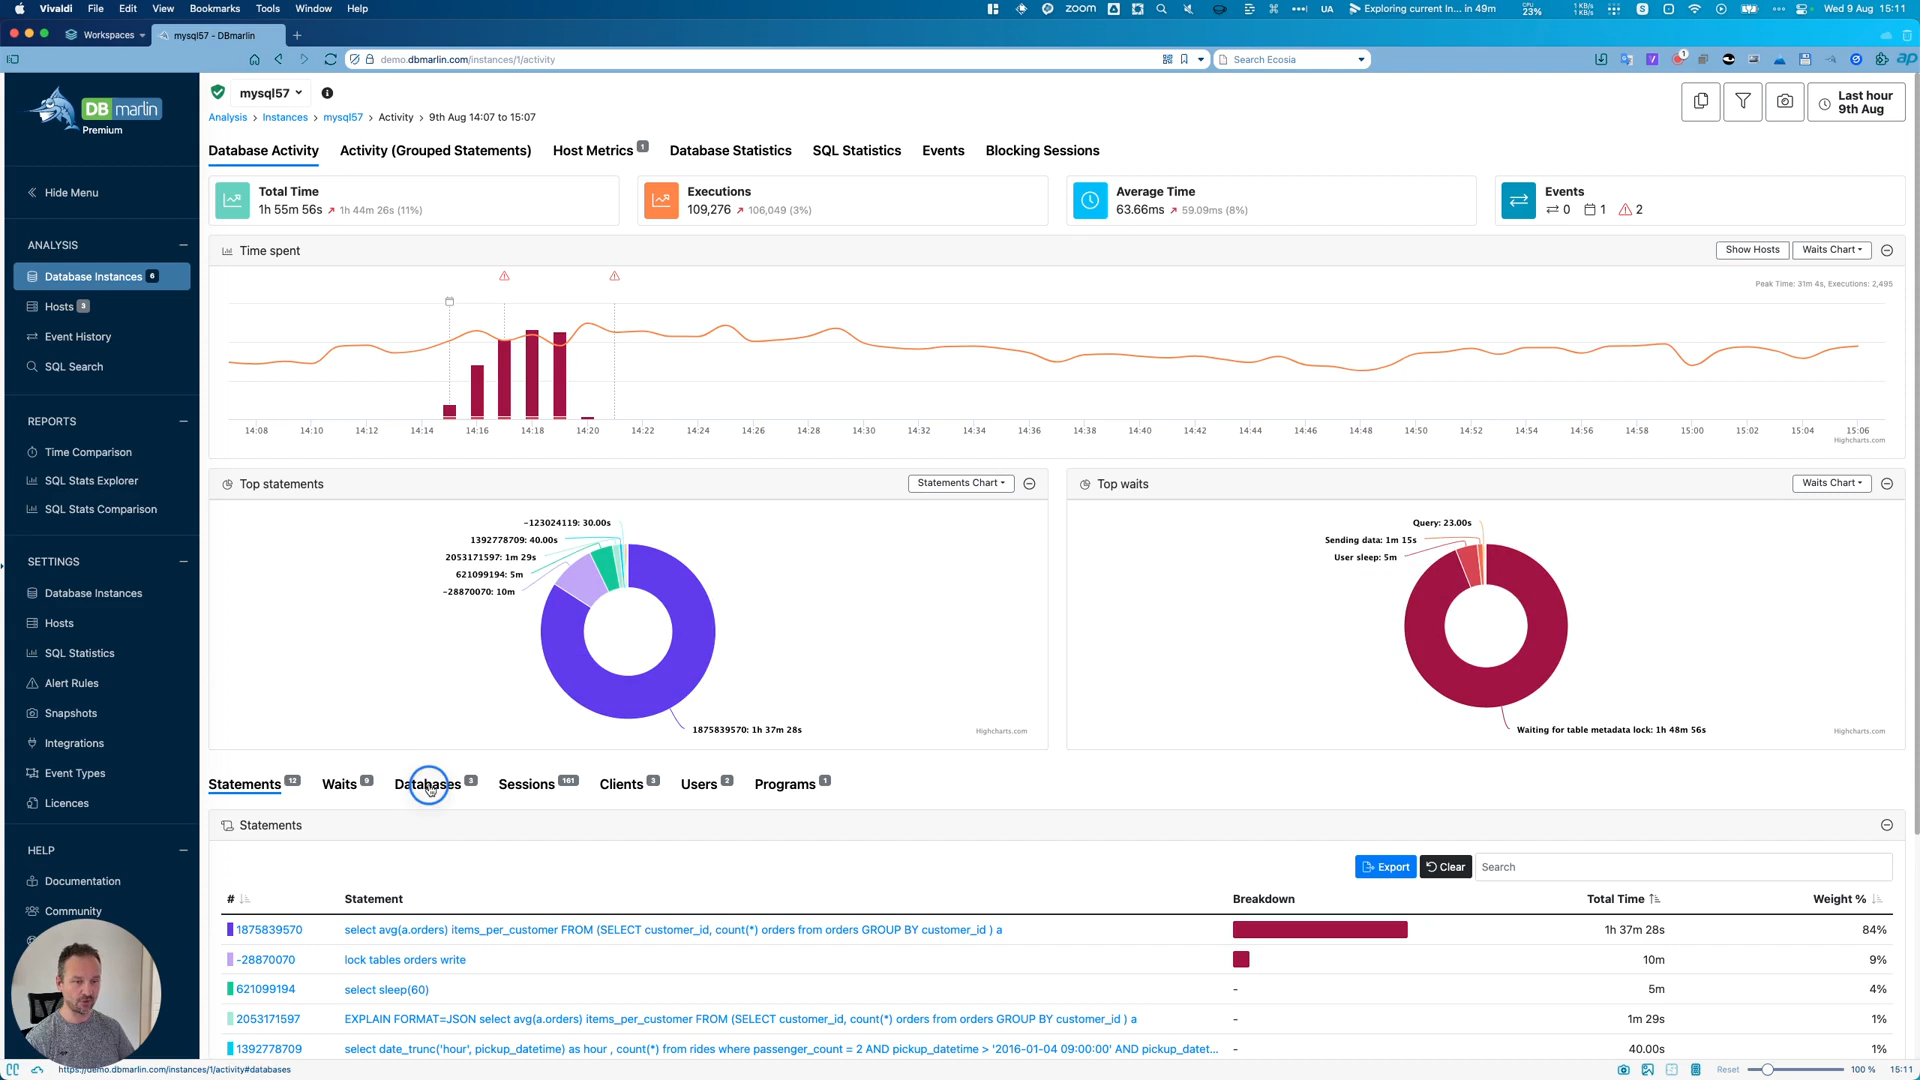 Vivaldi File Edit View Bookmarks Tools Window Help
zoom UA Exploring current In... in 49m CPU 23% 1 KB/s 1 KB/s Wed 9 Aug 15:11
Workspaces mysql57 - DBmarlin
demo.dbmarlin.com/instances/1/activity Search Ecosia
DB marlin
Premium
mysql57
Last hour
9th Aug
Analysis > Instances > mysql57 > Activity > 9th Aug 14:07 to 15:07
Database Activity Activity (Grouped Statements) Host Metrics 1 Database Statistics SQL Statistics Events Blocking Sessions
Hide Menu
ANALYSIS
Database Instances 6
Hosts 3
Event History
SQL Search
REPORTS
Time Comparison
SQL Stats Explorer
SQL Stats Comparison
SETTINGS
Database Instances
Hosts
SQL Statistics
Alert Rules
Snapshots
Integrations
Event Types
Licences
HELP
Documentation
Community
Total Time
1h 55m 56s 1h 44m 26s (11%)
Executions
109,276 106,049 (3%)
Average Time
63.66ms 59.09ms (8%)
Events
0 1 2
Time spent
Show Hosts Waits Chart
Peak Time: 31m 4s, Executions: 2,495
14:08 14:10 14:12 14:14 14:16 14:18 14:20 14:22 14:24 14:26 14:28 14:30 14:32 14:34 14:36 14:38 14:40 14:42 14:44 14:46 14:48 14:50 14:52 14:54 14:56 14:58 15:00 15:02 15:04 15:06
Highcharts.com
Top statements
Statements Chart
-123024119: 30.00s
1392778709: 40.00s
2053171597: 1m 29s
621099194: 5m
-28870070: 10m
1875839570: 1h 37m 28s
Highcharts.com
Top waits
Waits Chart
Query: 23.00s
Sending data: 1m 15s
User sleep: 5m
Waiting for table metadata lock: 1h 48m 56s
Highcharts.com
Statements 12 Waits 9 Databases 3 Sessions 161 Clients 3 Users 2 Programs 1
Statements
Export Clear Search
# Statement Breakdown Total Time Weight %
1875839570 select avg(a.orders) items_per_customer FROM (SELECT customer_id, count(*) orders from orders GROUP BY customer_id ) a 1h 37m 28s 84%
-28870070 lock tables orders write 10m 9%
621099194 select sleep(60) - 5m 4%
2053171597 EXPLAIN FORMAT=JSON select avg(a.orders) items_per_customer FROM (SELECT customer_id, count(*) orders from orders GROUP BY customer_id ) a - 1m 29s 1%
1392778709 select date_trunc('hour', pickup_datetime) as hour , count(*) from rides where passenger_count = 2 AND pickup_datetime > '2016-01-04 09:00:00' AND pickup_datet... - 40.00s 1%
https://demo.dbmarlin.com/instances/1/activity#databases
Reset 100 % 15:11